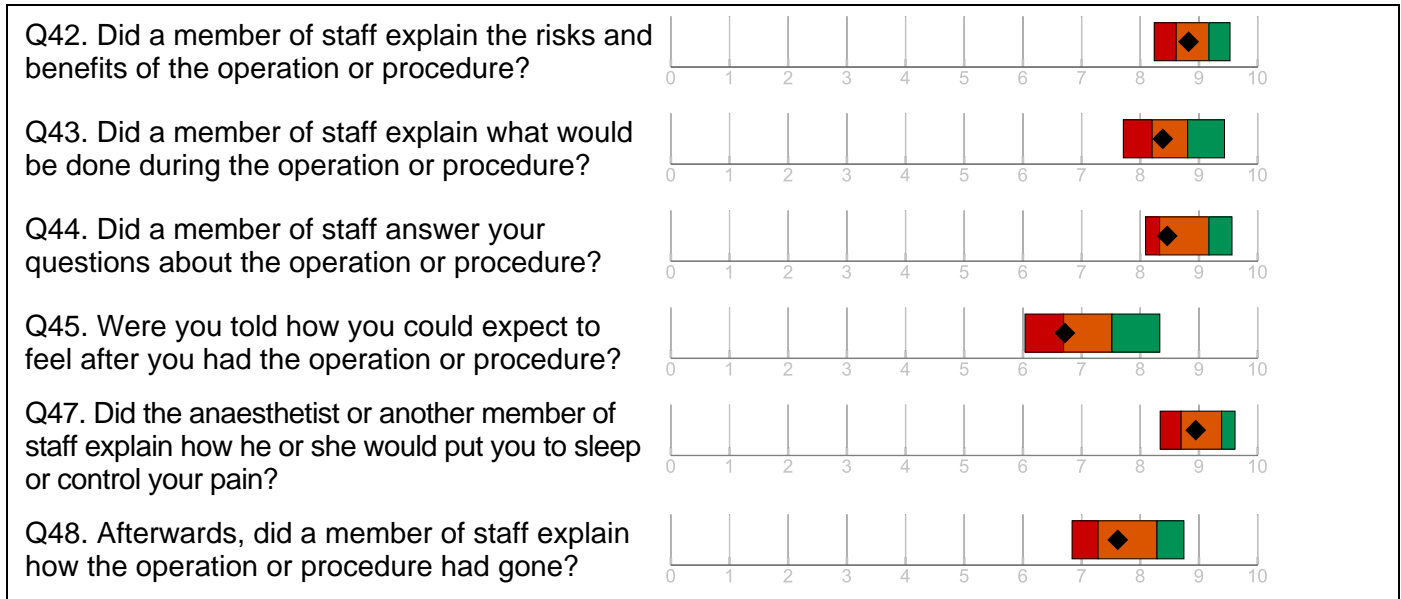 Q42. Did a member of staff explain the risks and
benefits of the operation or procedure?
0 1 2 3 4 5 6 7 8 9 10
Q43. Did a member of staff explain what would
be done during the operation or procedure?
0 1 2 3 4 5 6 7 8 9 10
Q44. Did a member of staff answer your
questions about the operation or procedure?
0 1 2 3 4 5 6 7 8 9 10
Q45. Were you told how you could expect to
feel after you had the operation or procedure?
0 1 2 3 4 5 6 7 8 9 10
Q47. Did the anaesthetist or another member of
staff explain how he or she would put you to sleep
or control your pain?
0 1 2 3 4 5 6 7 8 9 10
Q48. Afterwards, did a member of staff explain
how the operation or procedure had gone?
0 1 2 3 4 5 6 7 8 9 10